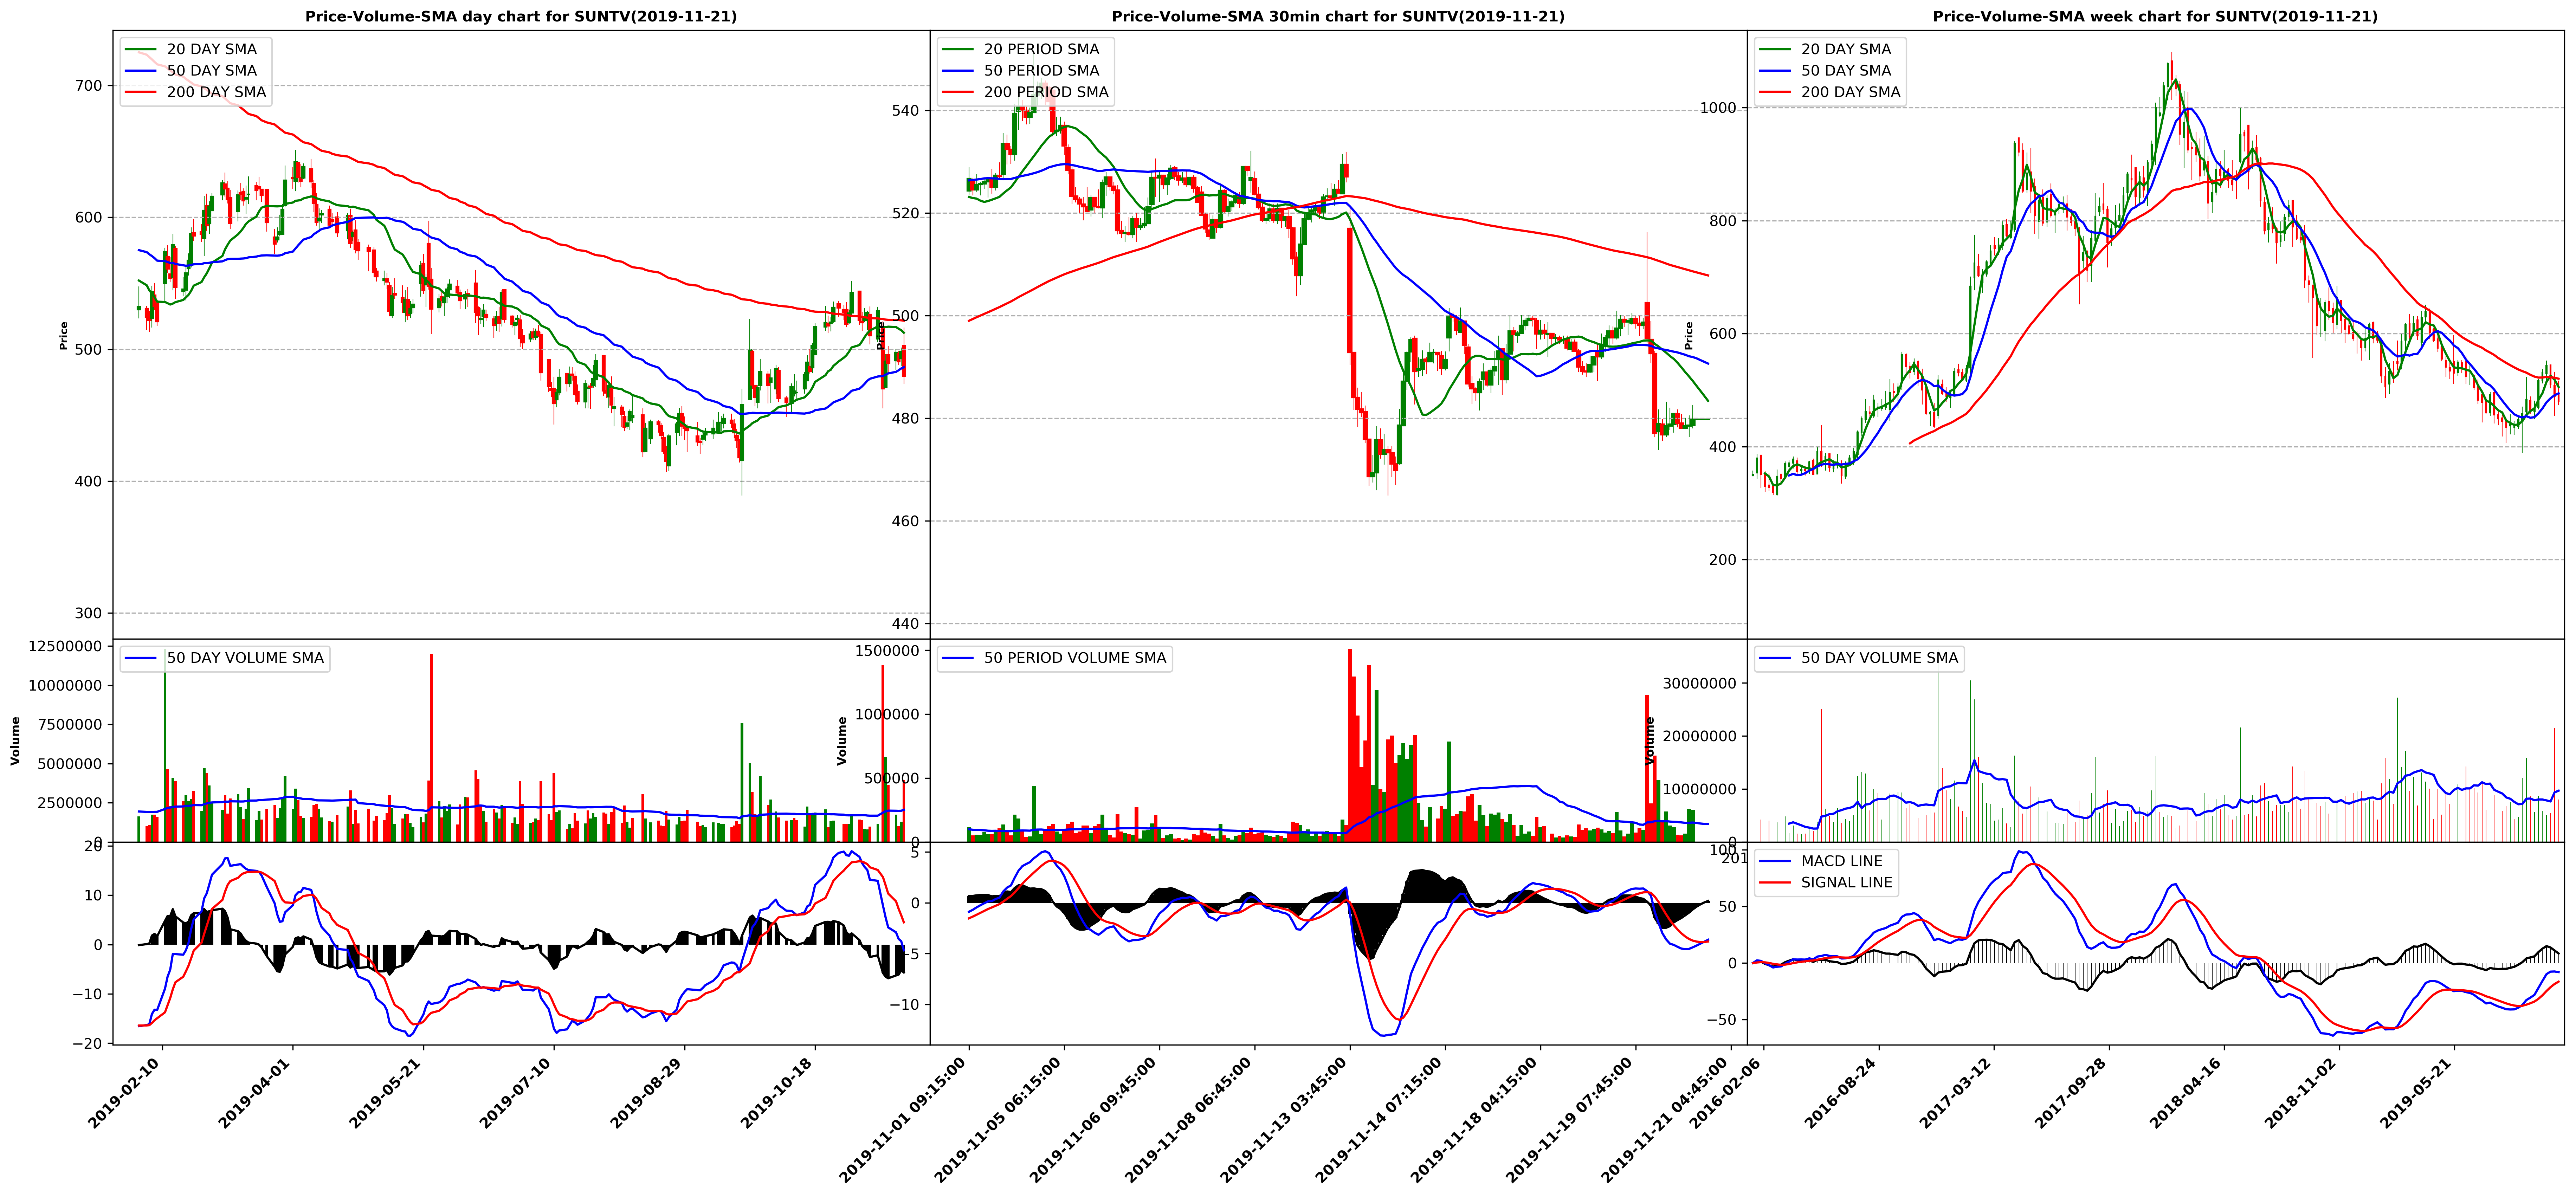 Price-Volume-SMA day chart for SUNTV(2019-11-21)
20 DAY SMA
50 DAY SMA
200 DAY SMA
700
600
500
400
300
Price
50 DAY VOLUME SMA
12500000
10000000
7500000
5000000
2500000
0
Volume
20
10
0
−10
−20
2019-02-10
2019-04-01
2019-05-21
2019-07-10
2019-08-29
2019-10-18
Price-Volume-SMA 30min chart for SUNTV(2019-11-21)
20 PERIOD SMA
50 PERIOD SMA
200 PERIOD SMA
540
520
500
480
460
440
Price
50 PERIOD VOLUME SMA
1500000
1000000
500000
0
Volume
5
0
−5
−10
2019-11-01 09:15:00
2019-11-05 06:15:00
2019-11-06 09:45:00
2019-11-08 06:45:00
2019-11-13 03:45:00
2019-11-14 07:15:00
2019-11-18 04:15:00
2019-11-19 07:45:00
2019-11-21 04:45:00
Price-Volume-SMA week chart for SUNTV(2019-11-21)
20 DAY SMA
50 DAY SMA
200 DAY SMA
1000
800
600
400
200
Price
50 DAY VOLUME SMA
30000000
20000000
10000000
0
Volume
MACD LINE
SIGNAL LINE
100
50
0
−50
2016-02-06
2016-08-24
2017-03-12
2017-09-28
2018-04-16
2018-11-02
2019-05-21